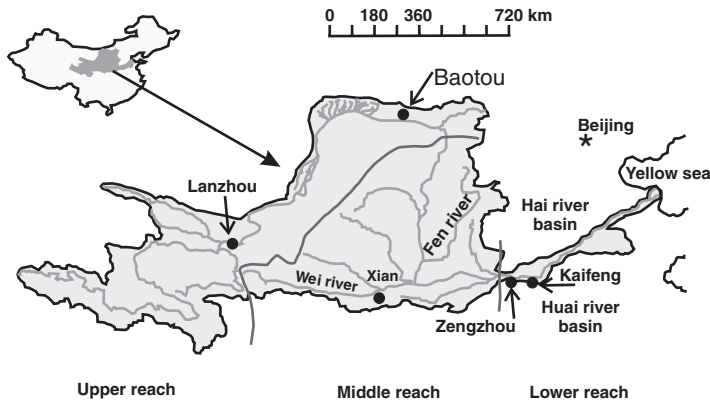 0 180 360 720 km
Baotou
Beijing
*
Yellow sea
Lanzhou
Hai river
basin
Fen river
Wei river
Xian
Kaifeng
Zengzhou
Huai river
basin
Upper reach
Middle reach
Lower reach